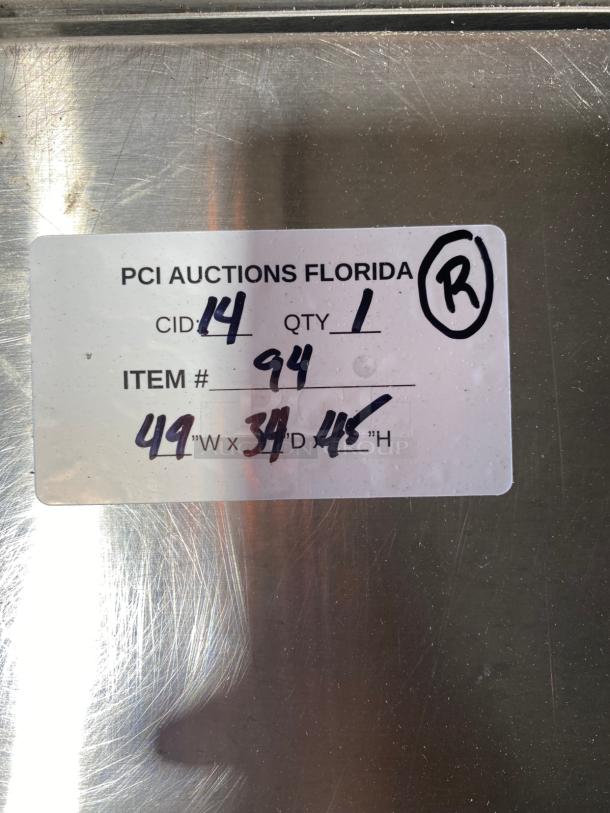 PCI AUCTIONS FLORIDA R
CID: 14 QTY 1
ITEM # 94
49 "W x 34 "D x 45 "H